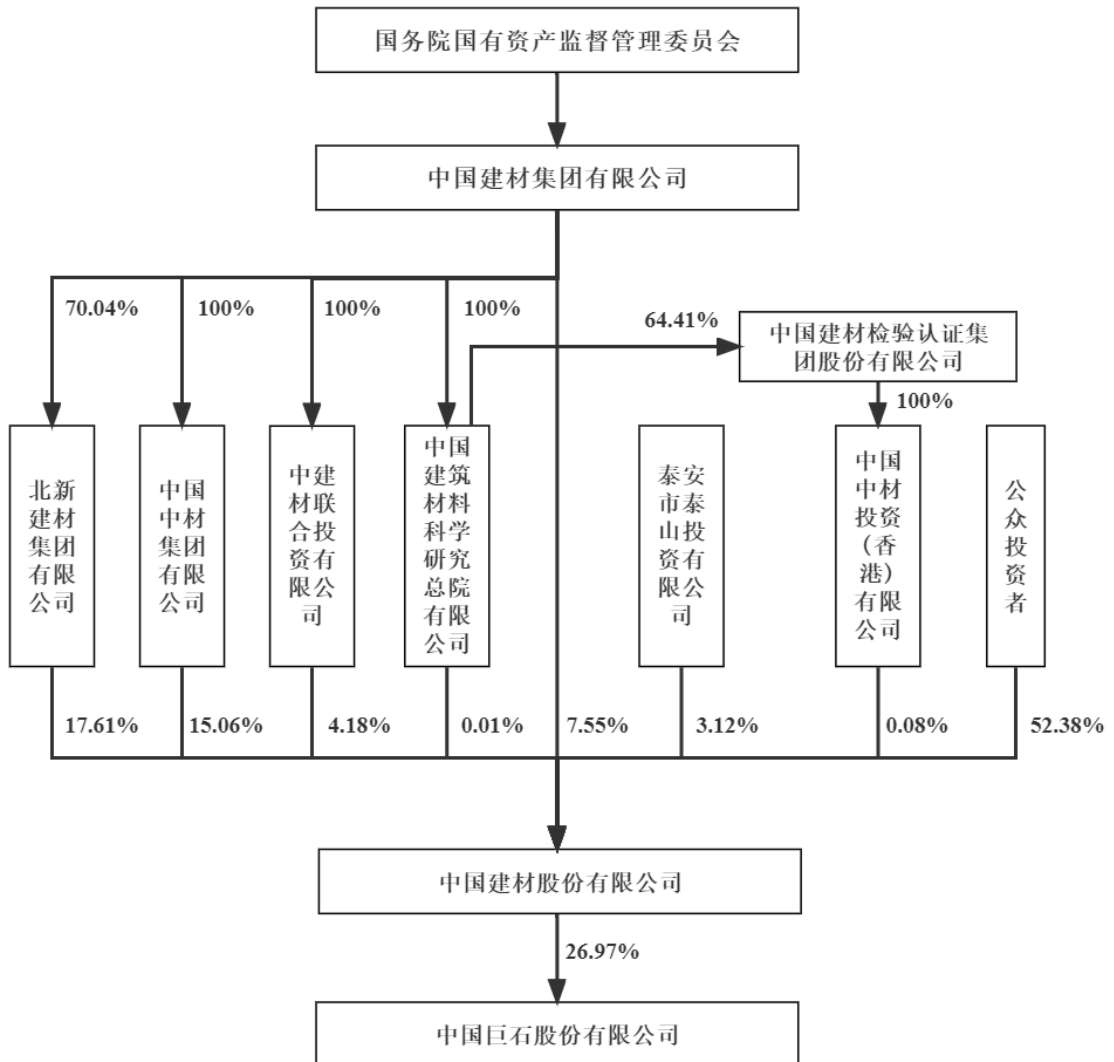 国务院国有资产监督管理委员会
中国建材集团有限公司
70.04%
100%
100%
100%
64.41%
中国建材检验认证集
团股份有限公司
100%
北新
建材
集团
有限
公司
中国
中材
集团
有限
公司
中建
材联
合投
资有
限公
司
中国
建筑
材料
科学
研究
总院
有限
公司
泰安
市泰
山投
资有
限公
司
中国
中材
投资
（香
港）
有限
公司
公
众
投
资
者
17.61%
15.06%
4.18%
0.01%
7.55%
3.12%
0.08%
52.38%
中国建材股份有限公司
26.97%
中国巨石股份有限公司